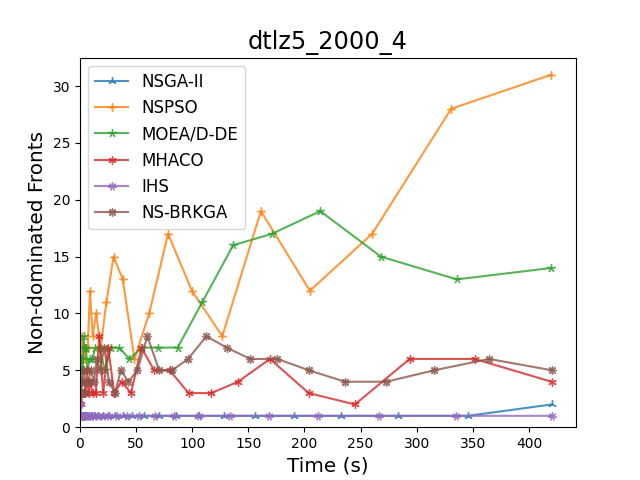 dtlz5_2000_4
NSGA-II
NSPSO
MOEA/D-DE
MHACO
IHS
NS-BRKGA
Non-dominated Fronts
30
25
20
15
10
5
0
0 50 100 150 200 250 300 350 400
Time (s)